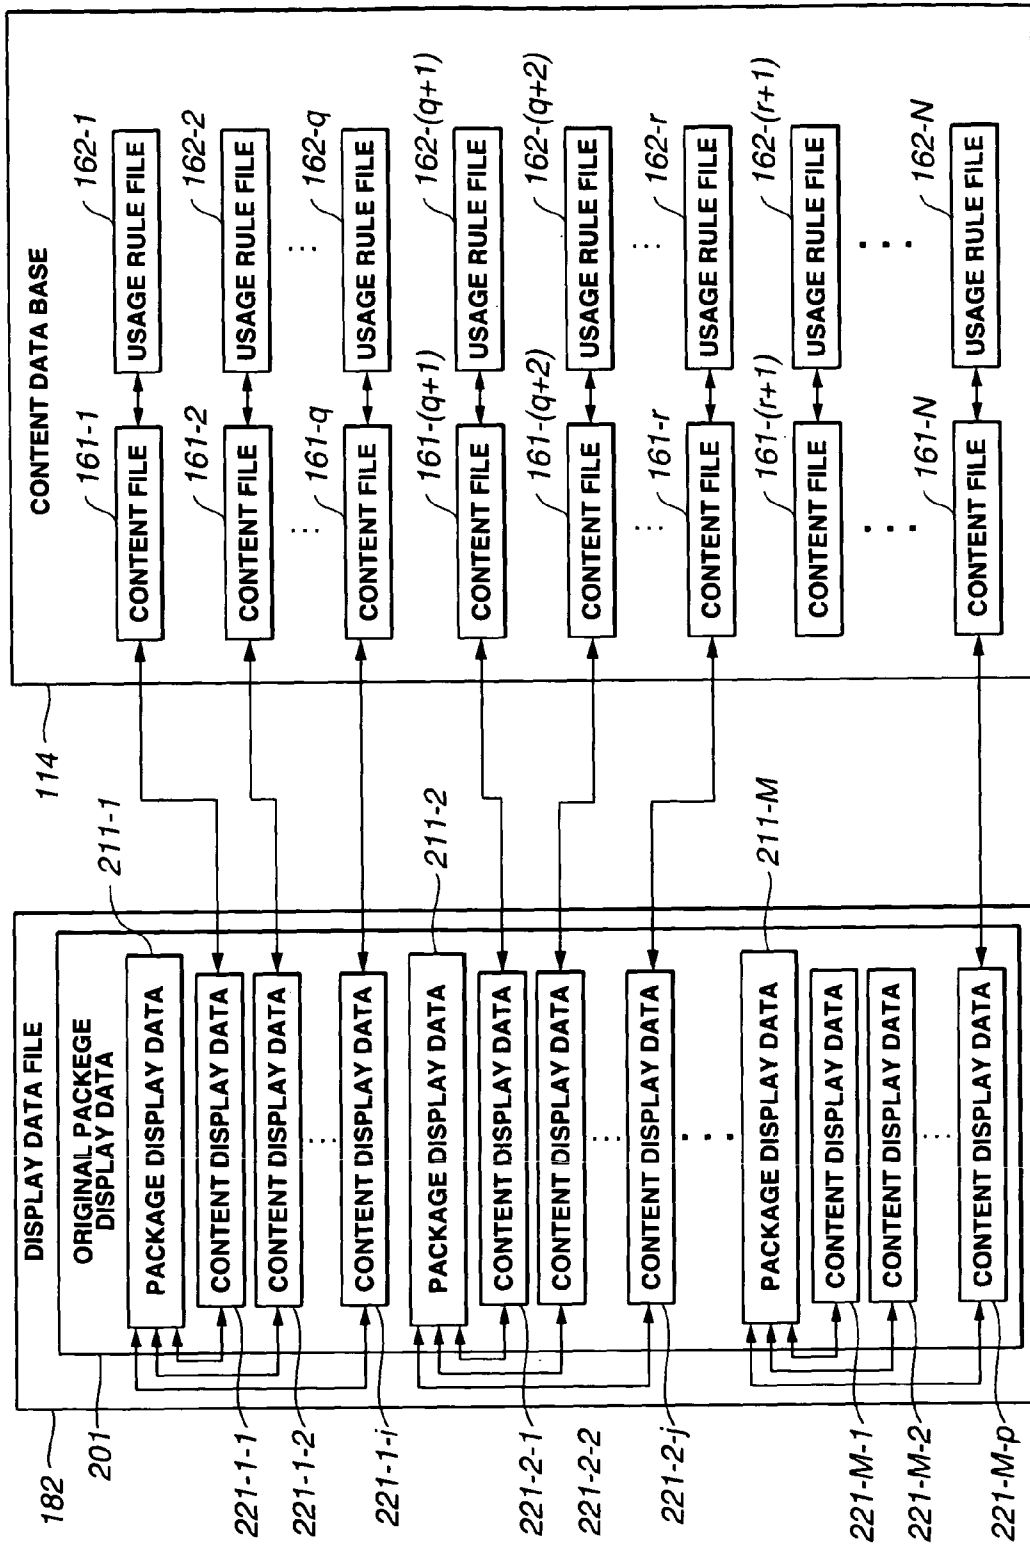 DISPLAY DATA FILE
182
ORIGINAL PACKEGE
DISPLAY DATA
201
PACKAGE DISPLAY DATA
211-1
CONTENT DISPLAY DATA
221-1-1
CONTENT DISPLAY DATA
221-1-2
...
CONTENT DISPLAY DATA
221-1-i
PACKAGE DISPLAY DATA
211-2
CONTENT DISPLAY DATA
221-2-1
CONTENT DISPLAY DATA
221-2-2
...
CONTENT DISPLAY DATA
221-2-j
...
PACKAGE DISPLAY DATA
211-M
CONTENT DISPLAY DATA
221-M-1
CONTENT DISPLAY DATA
221-M-2
...
CONTENT DISPLAY DATA
221-M-p
CONTENT DATA BASE
114
161-1
CONTENT FILE
162-1
USAGE RULE FILE
161-2
CONTENT FILE
162-2
USAGE RULE FILE
... ...
161-q
CONTENT FILE
162-q
USAGE RULE FILE
161-(q+1)
CONTENT FILE
162-(q+1)
USAGE RULE FILE
161-(q+2)
CONTENT FILE
162-(q+2)
USAGE RULE FILE
... ...
161-r
CONTENT FILE
162-r
USAGE RULE FILE
161-(r+1)
CONTENT FILE
162-(r+1)
USAGE RULE FILE
... ...
161-N
CONTENT FILE
162-N
USAGE RULE FILE